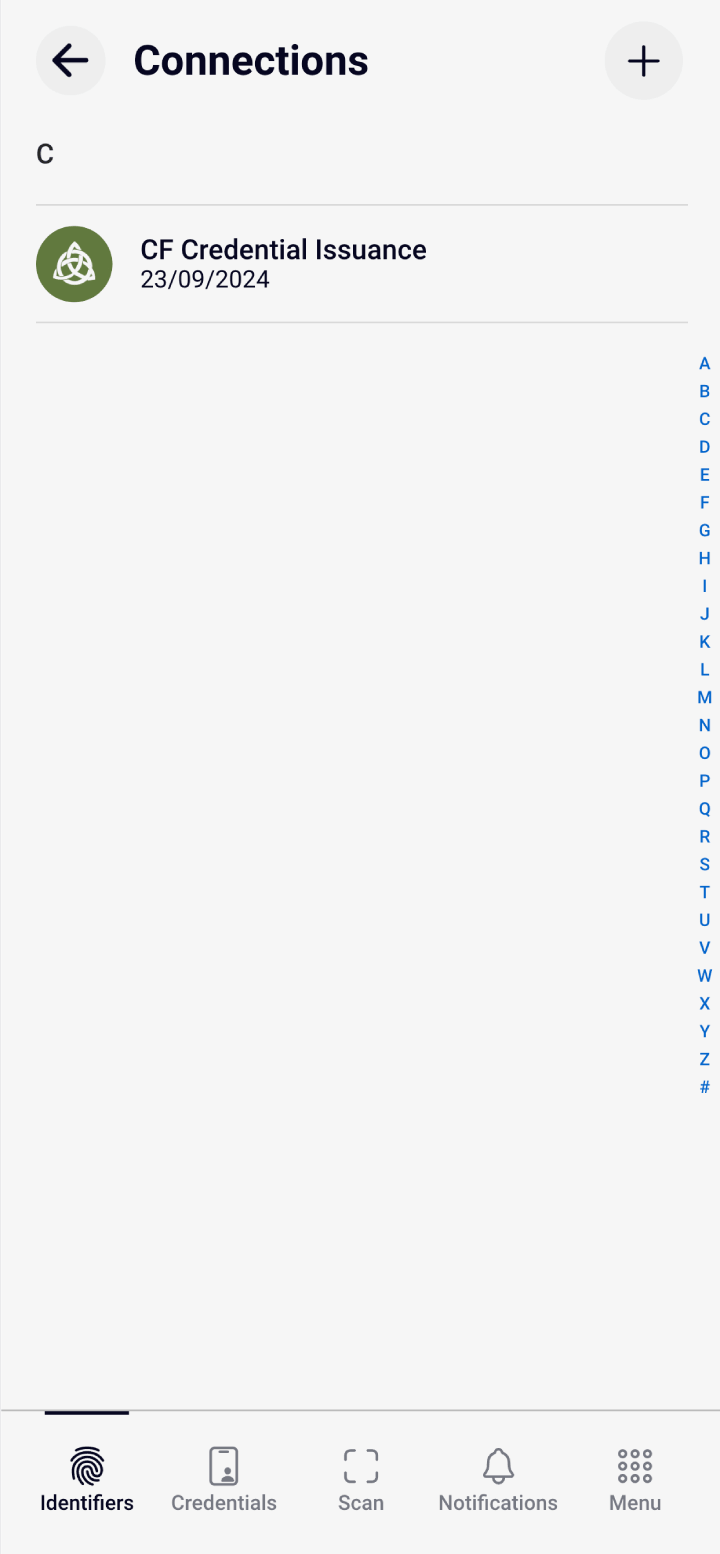 Connections
C
CF Credential Issuance
23/09/2024
A
B
C
D
E
F
G
H
I
J
K
L
M
N
O
P
Q
R
S
T
U
V
W
X
Y
Z
#
Identifiers
Credentials
Scan
Notifications
Menu